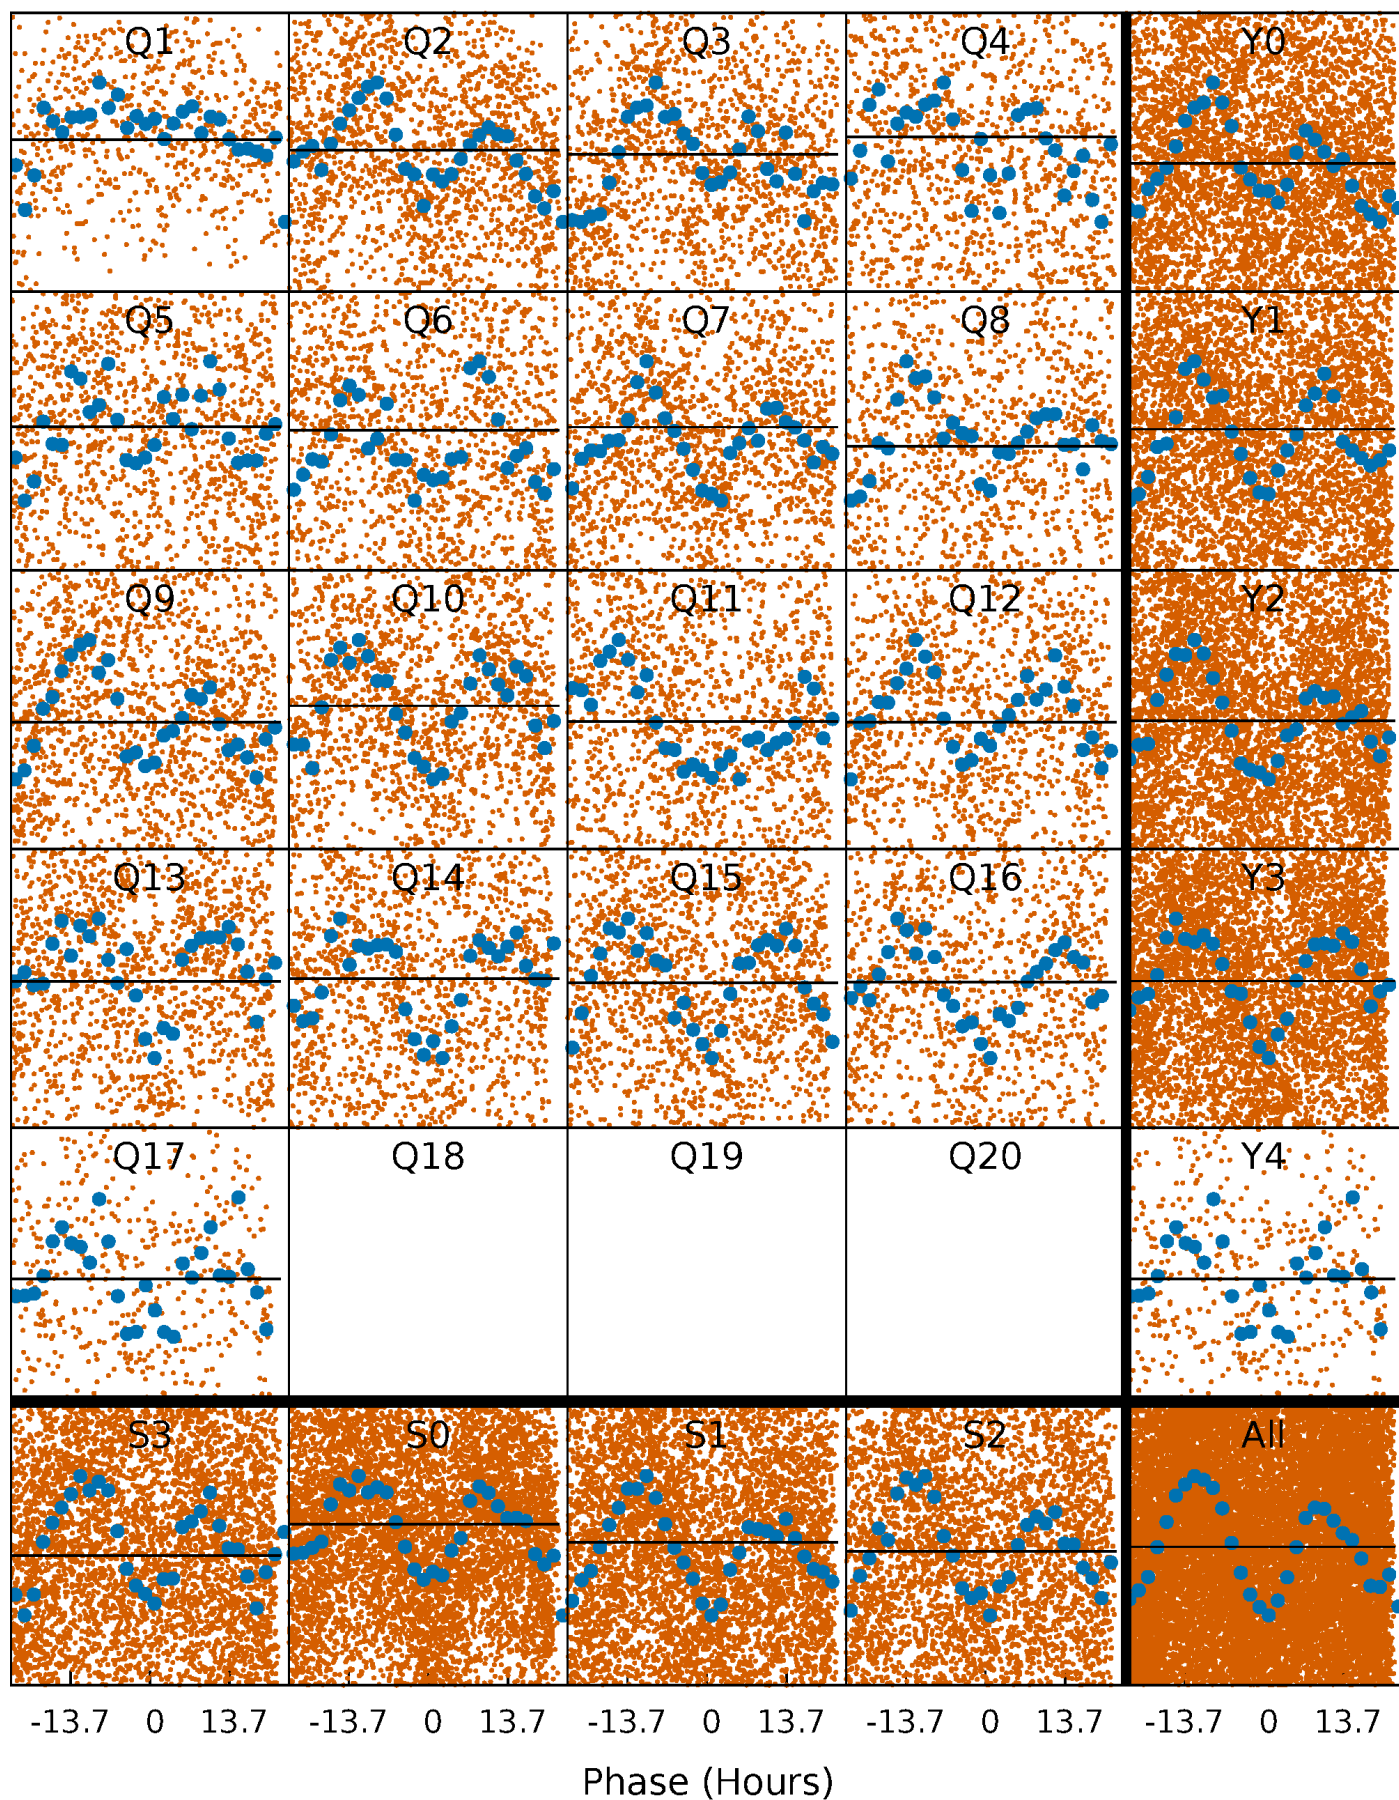 Q1 Q2 Q3 Q4 Y0
Q5 Q6 Q7 Q8 Y1
Q9 Q10 Q11 Q12 Y2
Q13 Q14 Q15 Q16 Y3
Q17 Q18 Q19 Q20 Y4
S3 S0 S1 S2 All
-13.7 0 13.7 -13.7 0 13.7 -13.7 0 13.7 -13.7 0 13.7 -13.7 0 13.7
Phase (Hours)